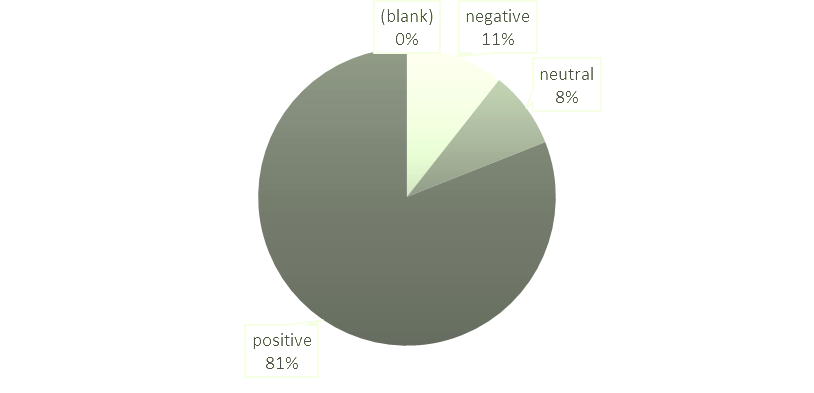 (blank)
0%
negative
11%
neutral
8%
positive
81%